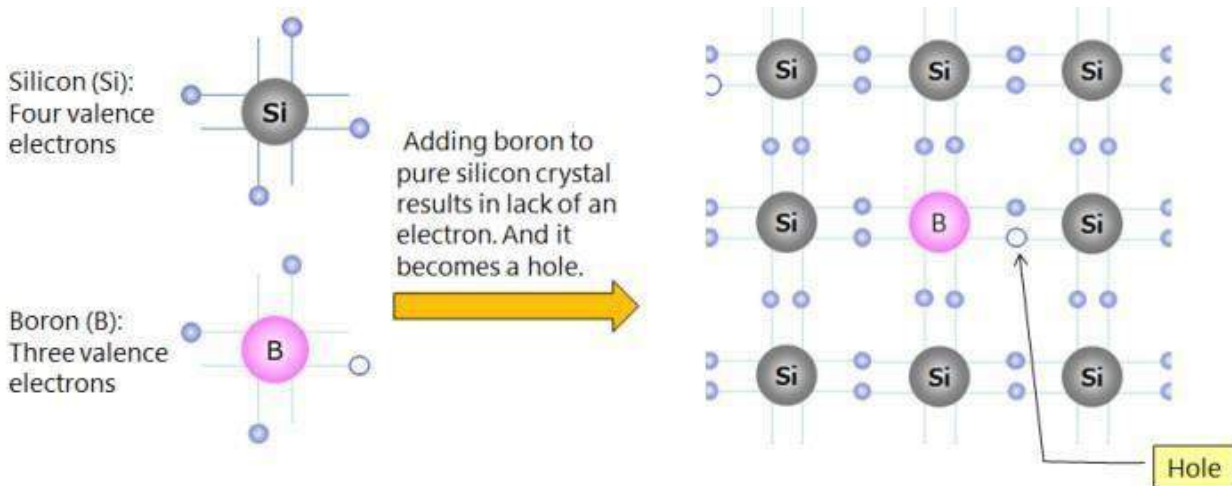 Silicon (Si):
Four valence
electrons
Si
Boron (B):
Three valence
electrons
B
Adding boron to
pure silicon crystal
results in lack of an
electron. And it
becomes a hole.
Si Si Si
Si B Si
Si Si Si
Hole